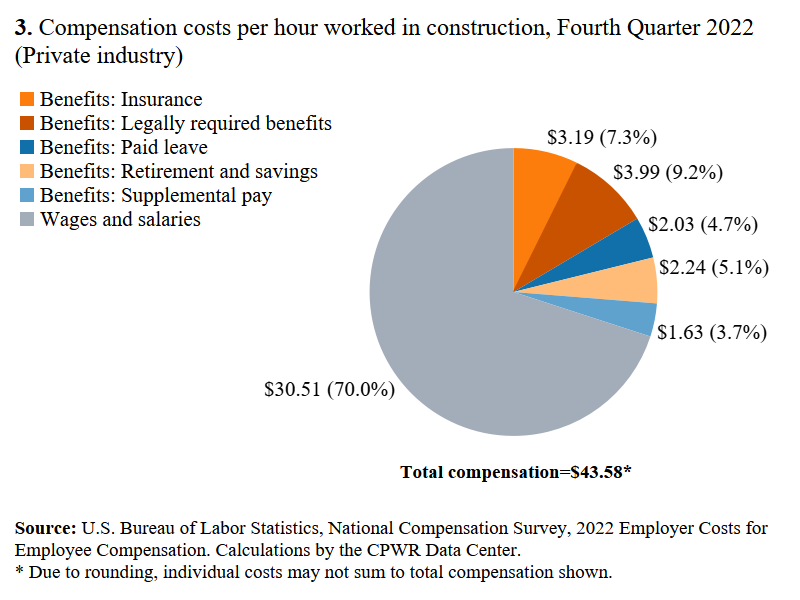 3. Compensation costs per hour worked in construction, Fourth Quarter 2022
(Private industry)
Benefits: Insurance
Benefits: Legally required benefits
Benefits: Paid leave
Benefits: Retirement and savings
Benefits: Supplemental pay
Wages and salaries
$3.19 (7.3%)
$3.99 (9.2%)
$2.03 (4.7%)
$2.24 (5.1%)
$1.63 (3.7%)
$30.51 (70.0%)
Total compensation=$43.58*
Source: U.S. Bureau of Labor Statistics, National Compensation Survey, 2022 Employer Costs for
Employee Compensation. Calculations by the CPWR Data Center.
* Due to rounding, individual costs may not sum to total compensation shown.